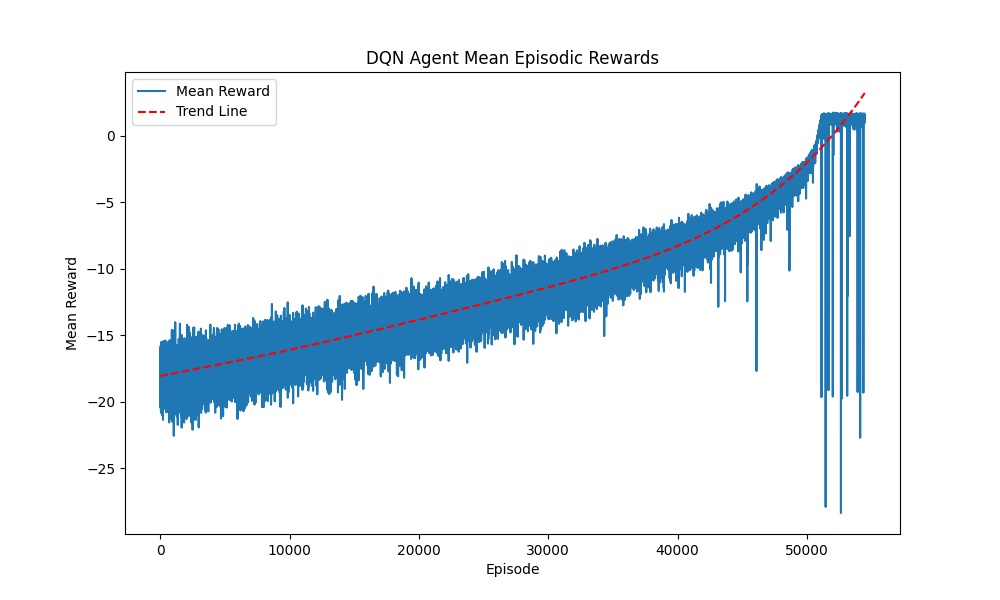 DQN Agent Mean Episodic Rewards
Mean Reward
Trend Line
0
−5
−10
−15
−20
−25
Mean Reward
0 10000 20000 30000 40000 50000
Episode